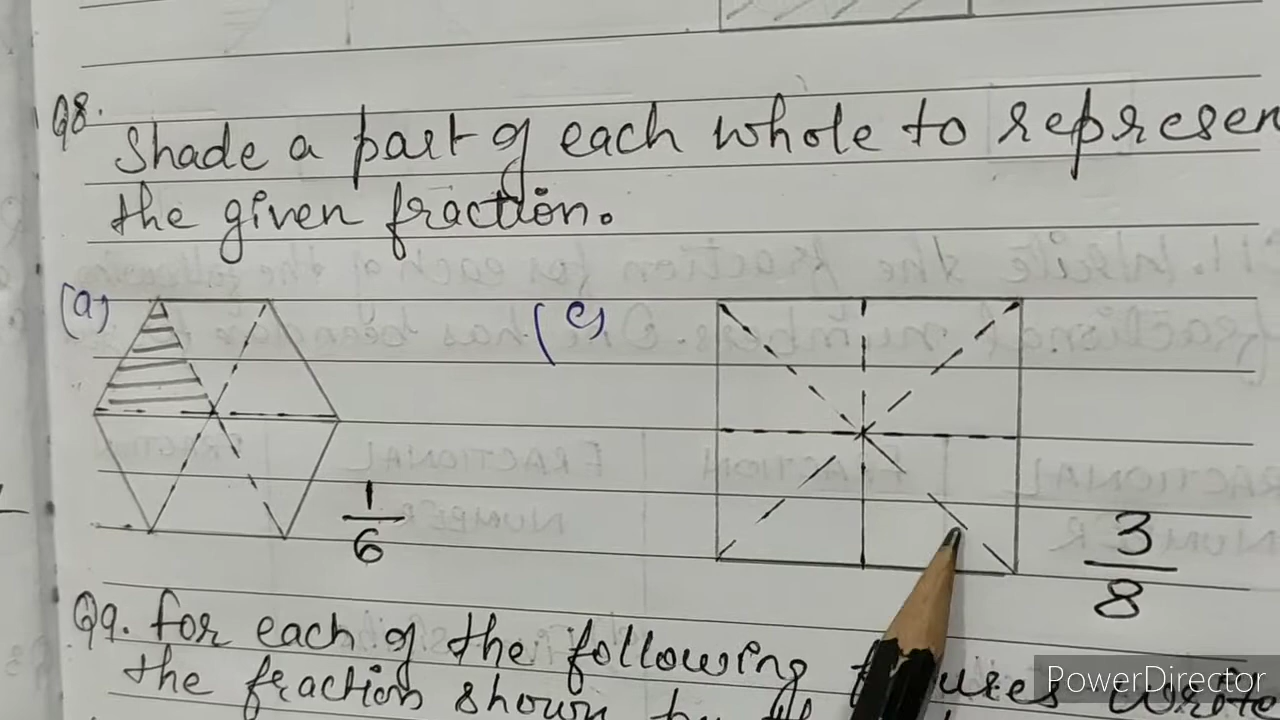 Q8.
Shade a part of each whole to represen
the given fraction.
(a)
(c)
1
6
3
8
Q9. for each of the following
the fraction shown by
PowerDirector